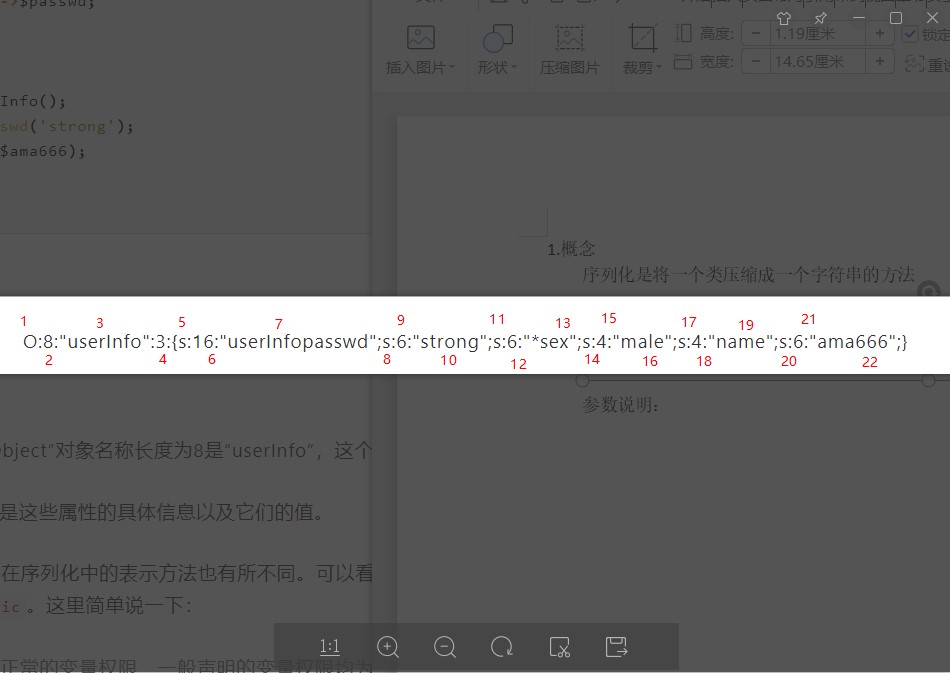 ->$passwd;
插入图片
形状
压缩图片
裁剪
高度:
1.19厘米
锁定
宽度:
14.65厘米
Info();
swd('strong');
$ama666);
1.概念
序列化是将一个类压缩成一个字符串的方法
1 3 5 7 9 11 13 15 17 19 21
O:8:"userInfo":3:{s:16:"userInfopasswd";s:6:"strong";s:6:"*sex";s:4:"male";s:4:"name";s:6:"ama666";}
2 4 6 8 10 12 14 16 18 20 22
参数说明:
bject"对象名称长度为8是"userInfo"，这个
是这些属性的具体信息以及它们的值。
在序列化中的表示方法也有所不同。可以看
ic 。这里简单说一下：
正常的变量权限，一般声明的变量权限均为
1:1